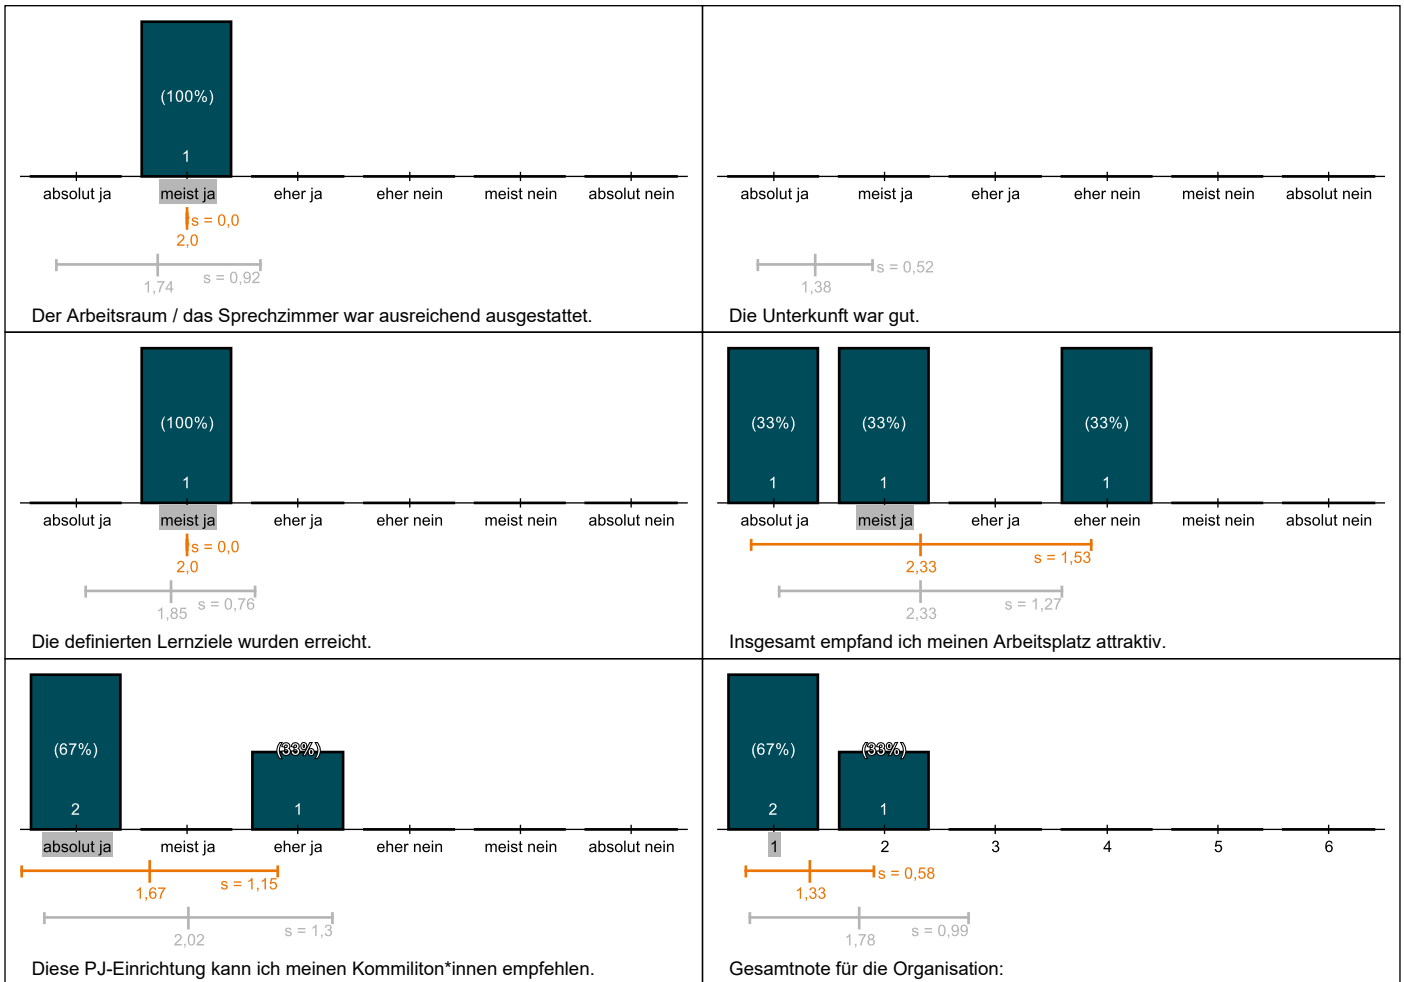 (100%)
1
absolut ja meist ja eher ja eher nein meist nein absolut nein
s = 0,0
2,0
s = 0,92
1,74
Der Arbeitsraum / das Sprechzimmer war ausreichend ausgestattet.
absolut ja meist ja eher ja eher nein meist nein absolut nein
s = 0,52
1,38
Die Unterkunft war gut.
(100%)
1
absolut ja meist ja eher ja eher nein meist nein absolut nein
s = 0,0
2,0
s = 0,76
1,85
Die definierten Lernziele wurden erreicht.
(33%) (33%) (33%)
1 1 1
absolut ja meist ja eher ja eher nein meist nein absolut nein
s = 1,53
2,33
s = 1,27
2,33
Insgesamt empfand ich meinen Arbeitsplatz attraktiv.
(67%) (33%)
2 1
absolut ja meist ja eher ja eher nein meist nein absolut nein
s = 1,15
1,67
s = 1,3
2,02
Diese PJ-Einrichtung kann ich meinen Kommiliton*innen empfehlen.
(67%) (33%)
2 1
1 2 3 4 5 6
s = 0,58
1,33
s = 0,99
1,78
Gesamtnote für die Organisation: